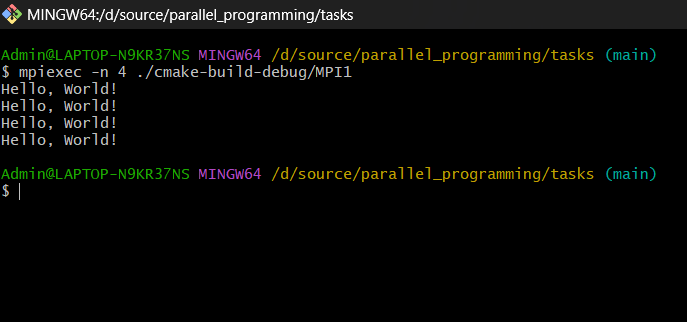 MINGW64:/d/source/parallel_programming/tasks
Admin@LAPTOP-N9KR37NS MINGW64 /d/source/parallel_programming/tasks (main)
$ mpiexec -n 4 ./cmake-build-debug/MPI1
Hello, World!
Hello, World!
Hello, World!
Hello, World!
Admin@LAPTOP-N9KR37NS MINGW64 /d/source/parallel_programming/tasks (main)
$